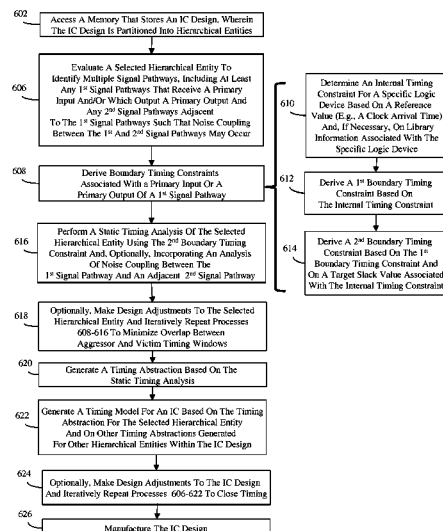 602
Access A Memory That Stores An IC Design, Wherein
The IC Design Is Partitioned Into Hierarchical Entities
606
Evaluate A Selected Hierarchical Entity To
Identify Multiple Signal Pathways, Including At Least
Any 1st Signal Pathways That Receive A Primary
Input And/Or Which Output A Primary Output And
Any 2nd Signal Pathways Adjacent
To The 1st Signal Pathways Such That Noise Coupling
Between The 1st And 2nd Signal Pathways May Occur
608
Derive Boundary Timing Constraints
Associated With a Primary Input Or A
Primary Output Of A 1st Signal Pathway
610
Determine An Internal Timing
Constraint For A Specific Logic
Device Based On A Reference
Value (E.g., A Clock Arrival Time)
And, If Necessary, On Library
Information Associated With The
Specific Logic Device
612
Derive A 1st Boundary Timing
Constraint Based On
The Internal Timing Constraint
614
Derive A 2nd Boundary Timing
Constraint Based On The 1st
Boundary Timing Constraint And
On A Target Slack Value Associated
With The Internal Timing Constraint
616
Perform A Static Timing Analysis Of The Selected
Hierarchical Entity Using The 2nd Boundary Timing
Constraint And, Optionally, Incorporating An Analysis
Of Noise Coupling Between The
1st Signal Pathway And An Adjacent 2nd Signal Pathway
618
Optionally, Make Design Adjustments To The Selected
Hierarchical Entity And Iteratively Repeat Processes
608-616 To Minimize Overlap Between
Aggressor And Victim Timing Windows
620
Generate A Timing Abstraction Based On The
Static Timing Analysis
622
Generate A Timing Model For An IC Based On The Timing
Abstraction For The Selected Hierarchical Entity
And On Other Timing Abstractions Generated
For Other Hierarchical Entities Within The IC Design
624
Optionally, Make Design Adjustments To The IC Design
And Iteratively Repeat Processes 606-622 To Close Timing
626
Manufacture The IC Design